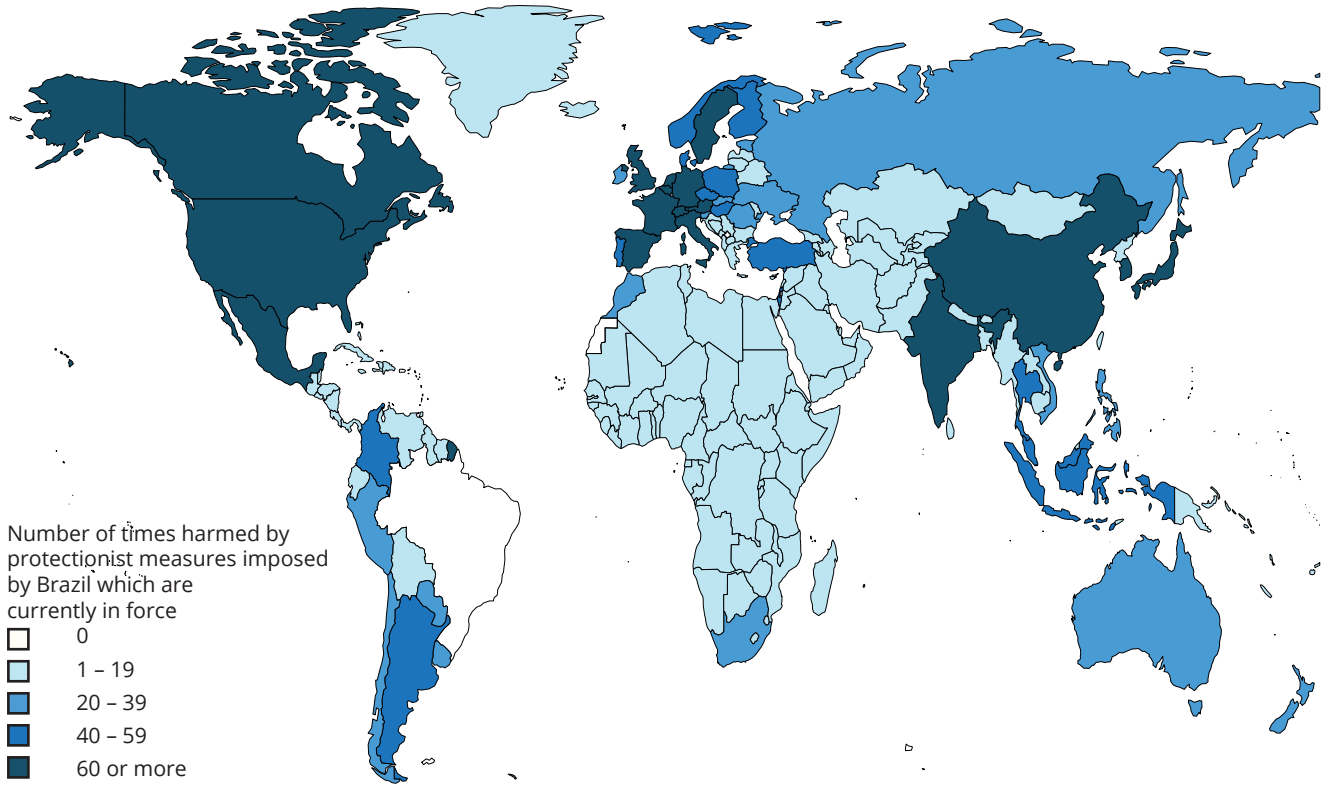 Number of times harmed by
protectionist measures imposed
by Brazil which are
currently in force
0
1 – 19
20 – 39
40 – 59
60 or more